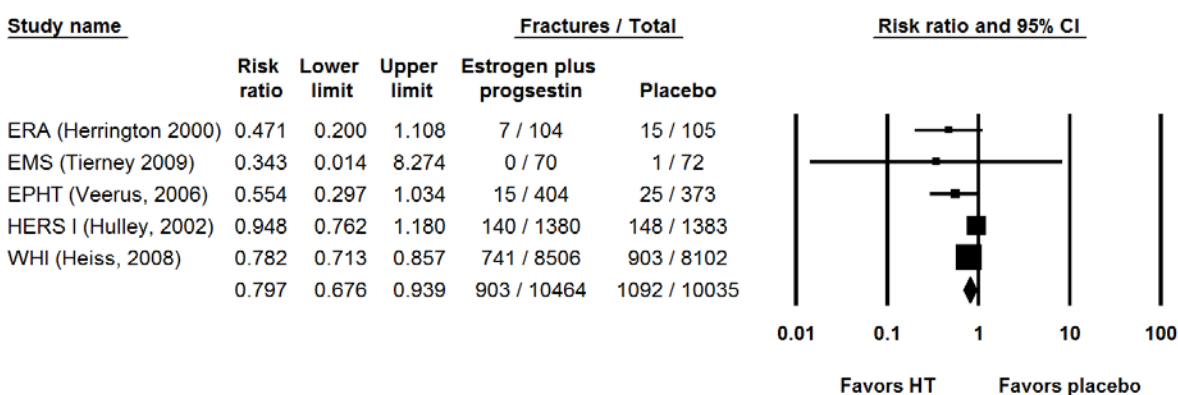 Study name Fractures / Total Risk ratio and 95% CI
Risk Lower Upper Estrogen plus
ratio limit limit progsestin Placebo
ERA (Herrington 2000) 0.471 0.200 1.108 7 / 104 15 / 105
EMS (Tierney 2009) 0.343 0.014 8.274 0 / 70 1 / 72
EPHT (Veerus, 2006) 0.554 0.297 1.034 15 / 404 25 / 373
HERS I (Hulley, 2002) 0.948 0.762 1.180 140 / 1380 148 / 1383
WHI (Heiss, 2008) 0.782 0.713 0.857 741 / 8506 903 / 8102
0.797 0.676 0.939 903 / 10464 1092 / 10035
0.01 0.1 1 10 100
Favors HT Favors placebo